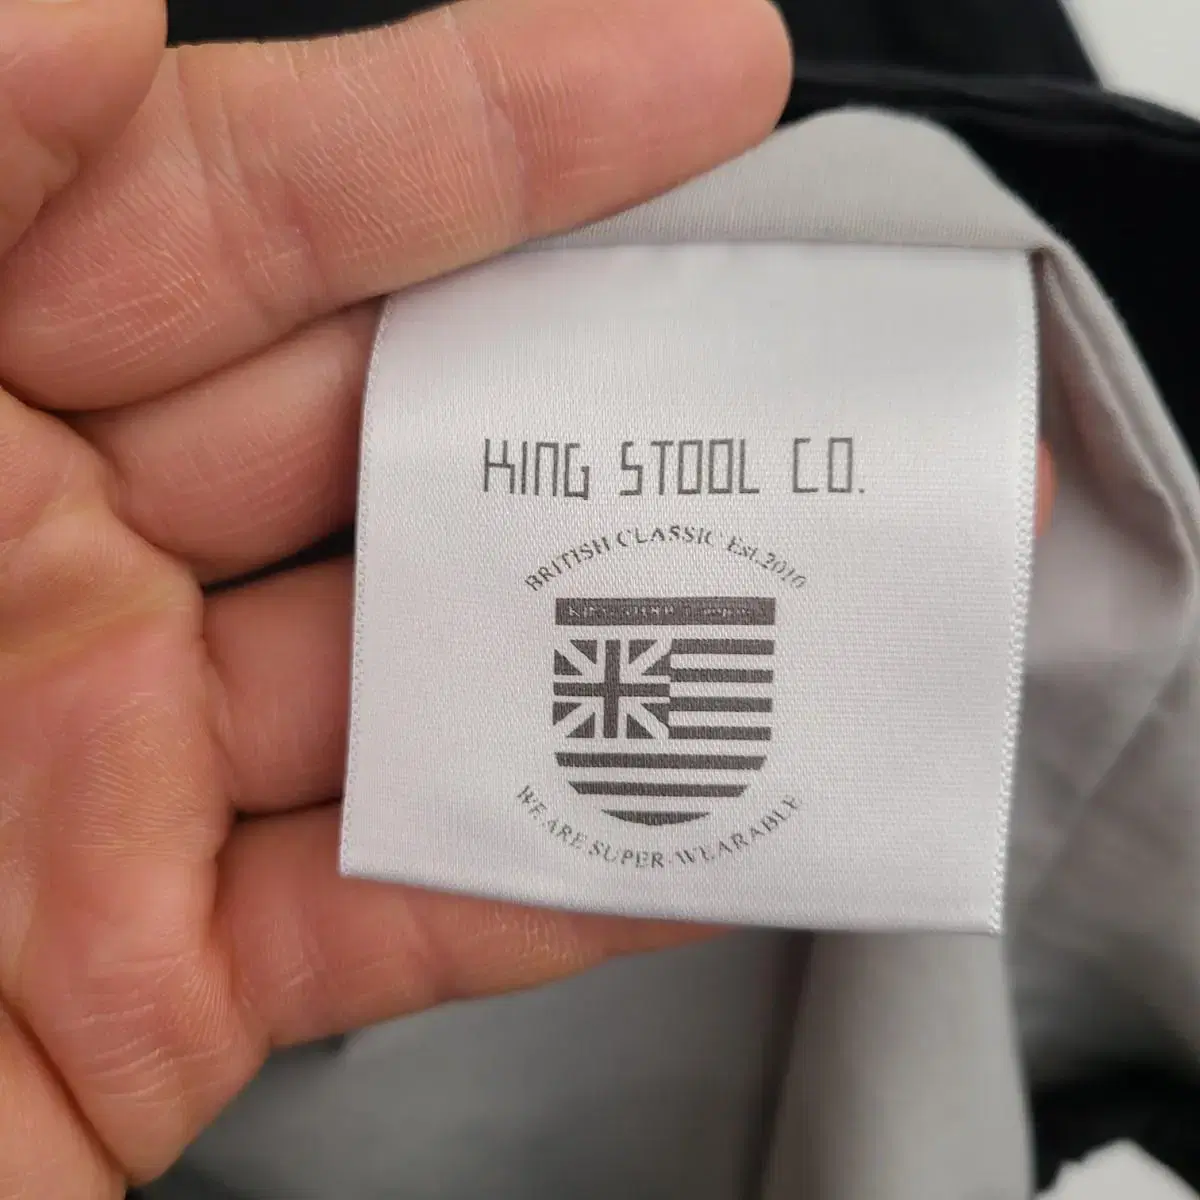 KING STOOL CO.
BRITISH CLASSIC Est.2010
WE ARE SUPER-WEARABLE